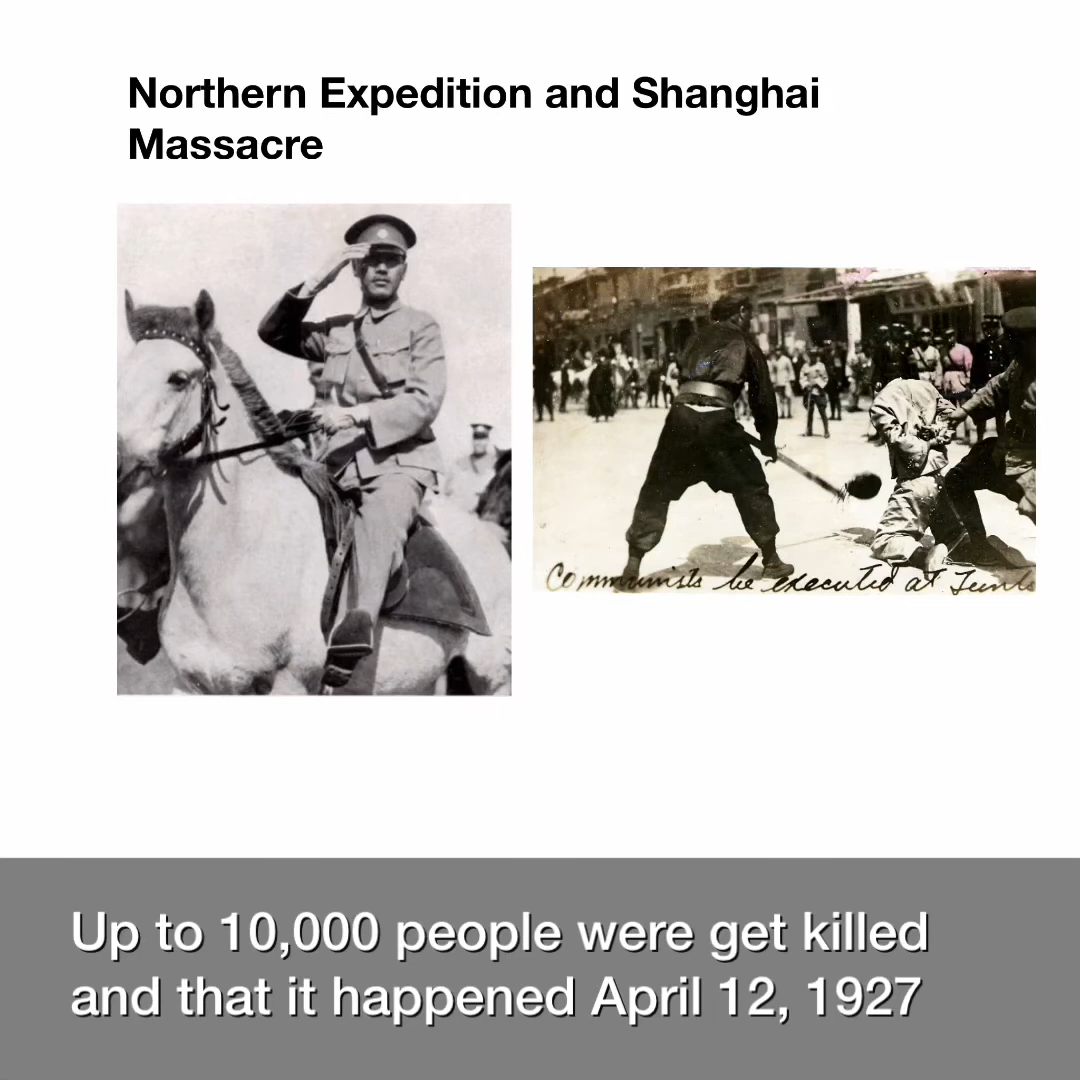 Northern Expedition and Shanghai
Massacre
Communists be executed at
Up to 10,000 people were get killed
and that it happened April 12, 1927